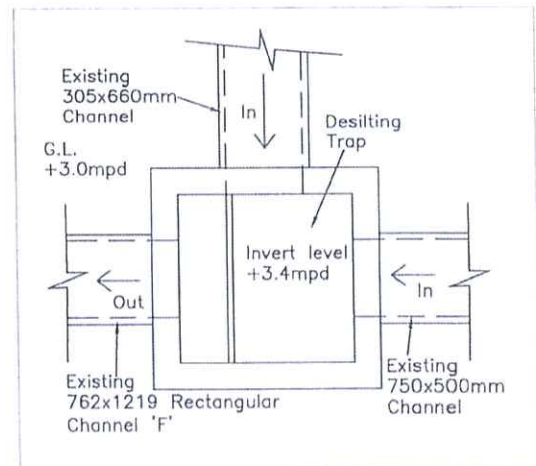 Existing
305x660mm
Channel
In
Desilting
Trap
G.L.
+3.0mpd
Invert level
+3.4mpd
Out
In
Existing
762x1219 Rectangular
Channel 'F'
Existing
750x500mm
Channel